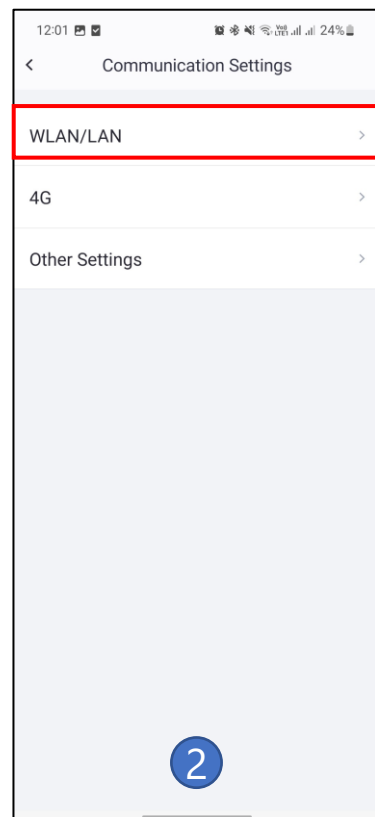 12:01 24%
Communication Settings
WLAN/LAN
4G
Other Settings
2